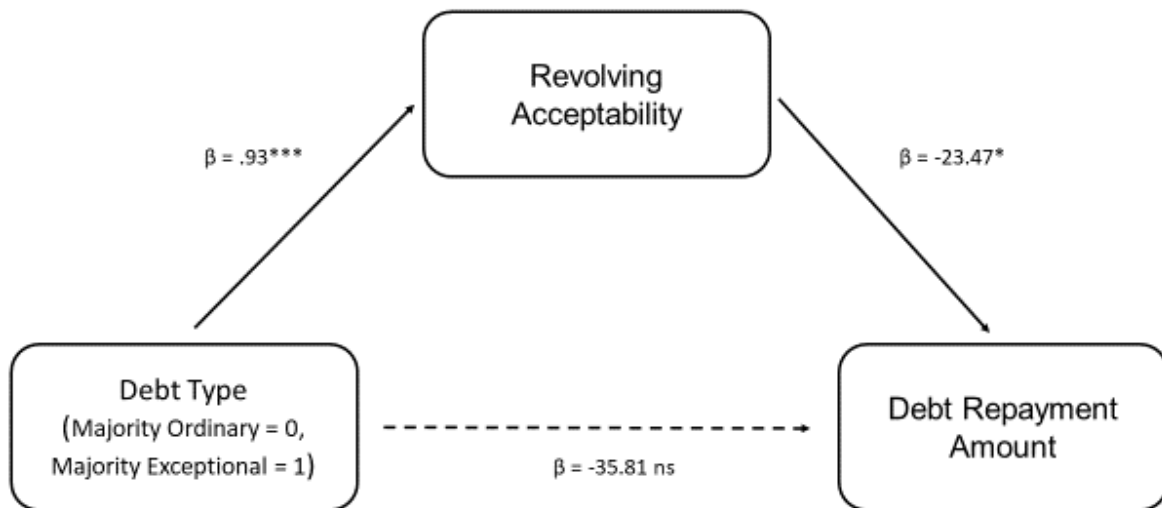 Revolving
Acceptability
β = .93***
β = -23.47*
Debt Type
(Majority Ordinary = 0,
Majority Exceptional = 1)
Debt Repayment
Amount
β = -35.81 ns